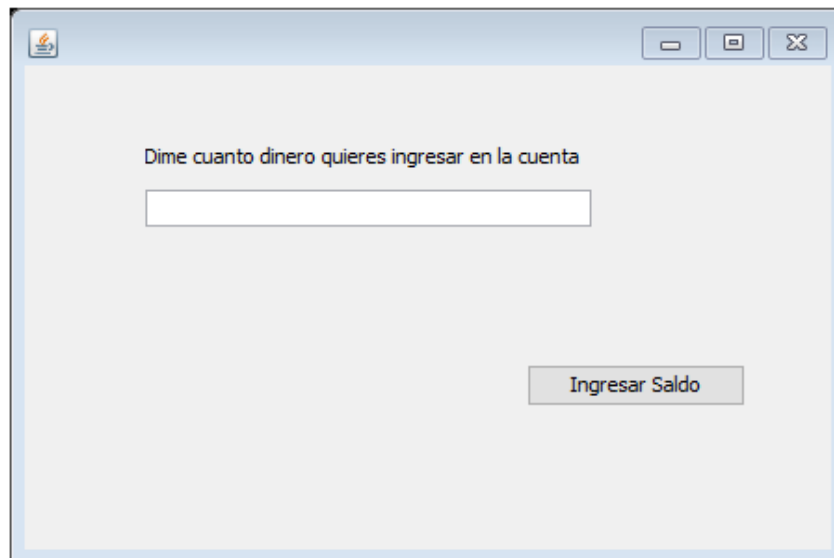 Dime cuanto dinero quieres ingresar en la cuenta
Ingresar Saldo